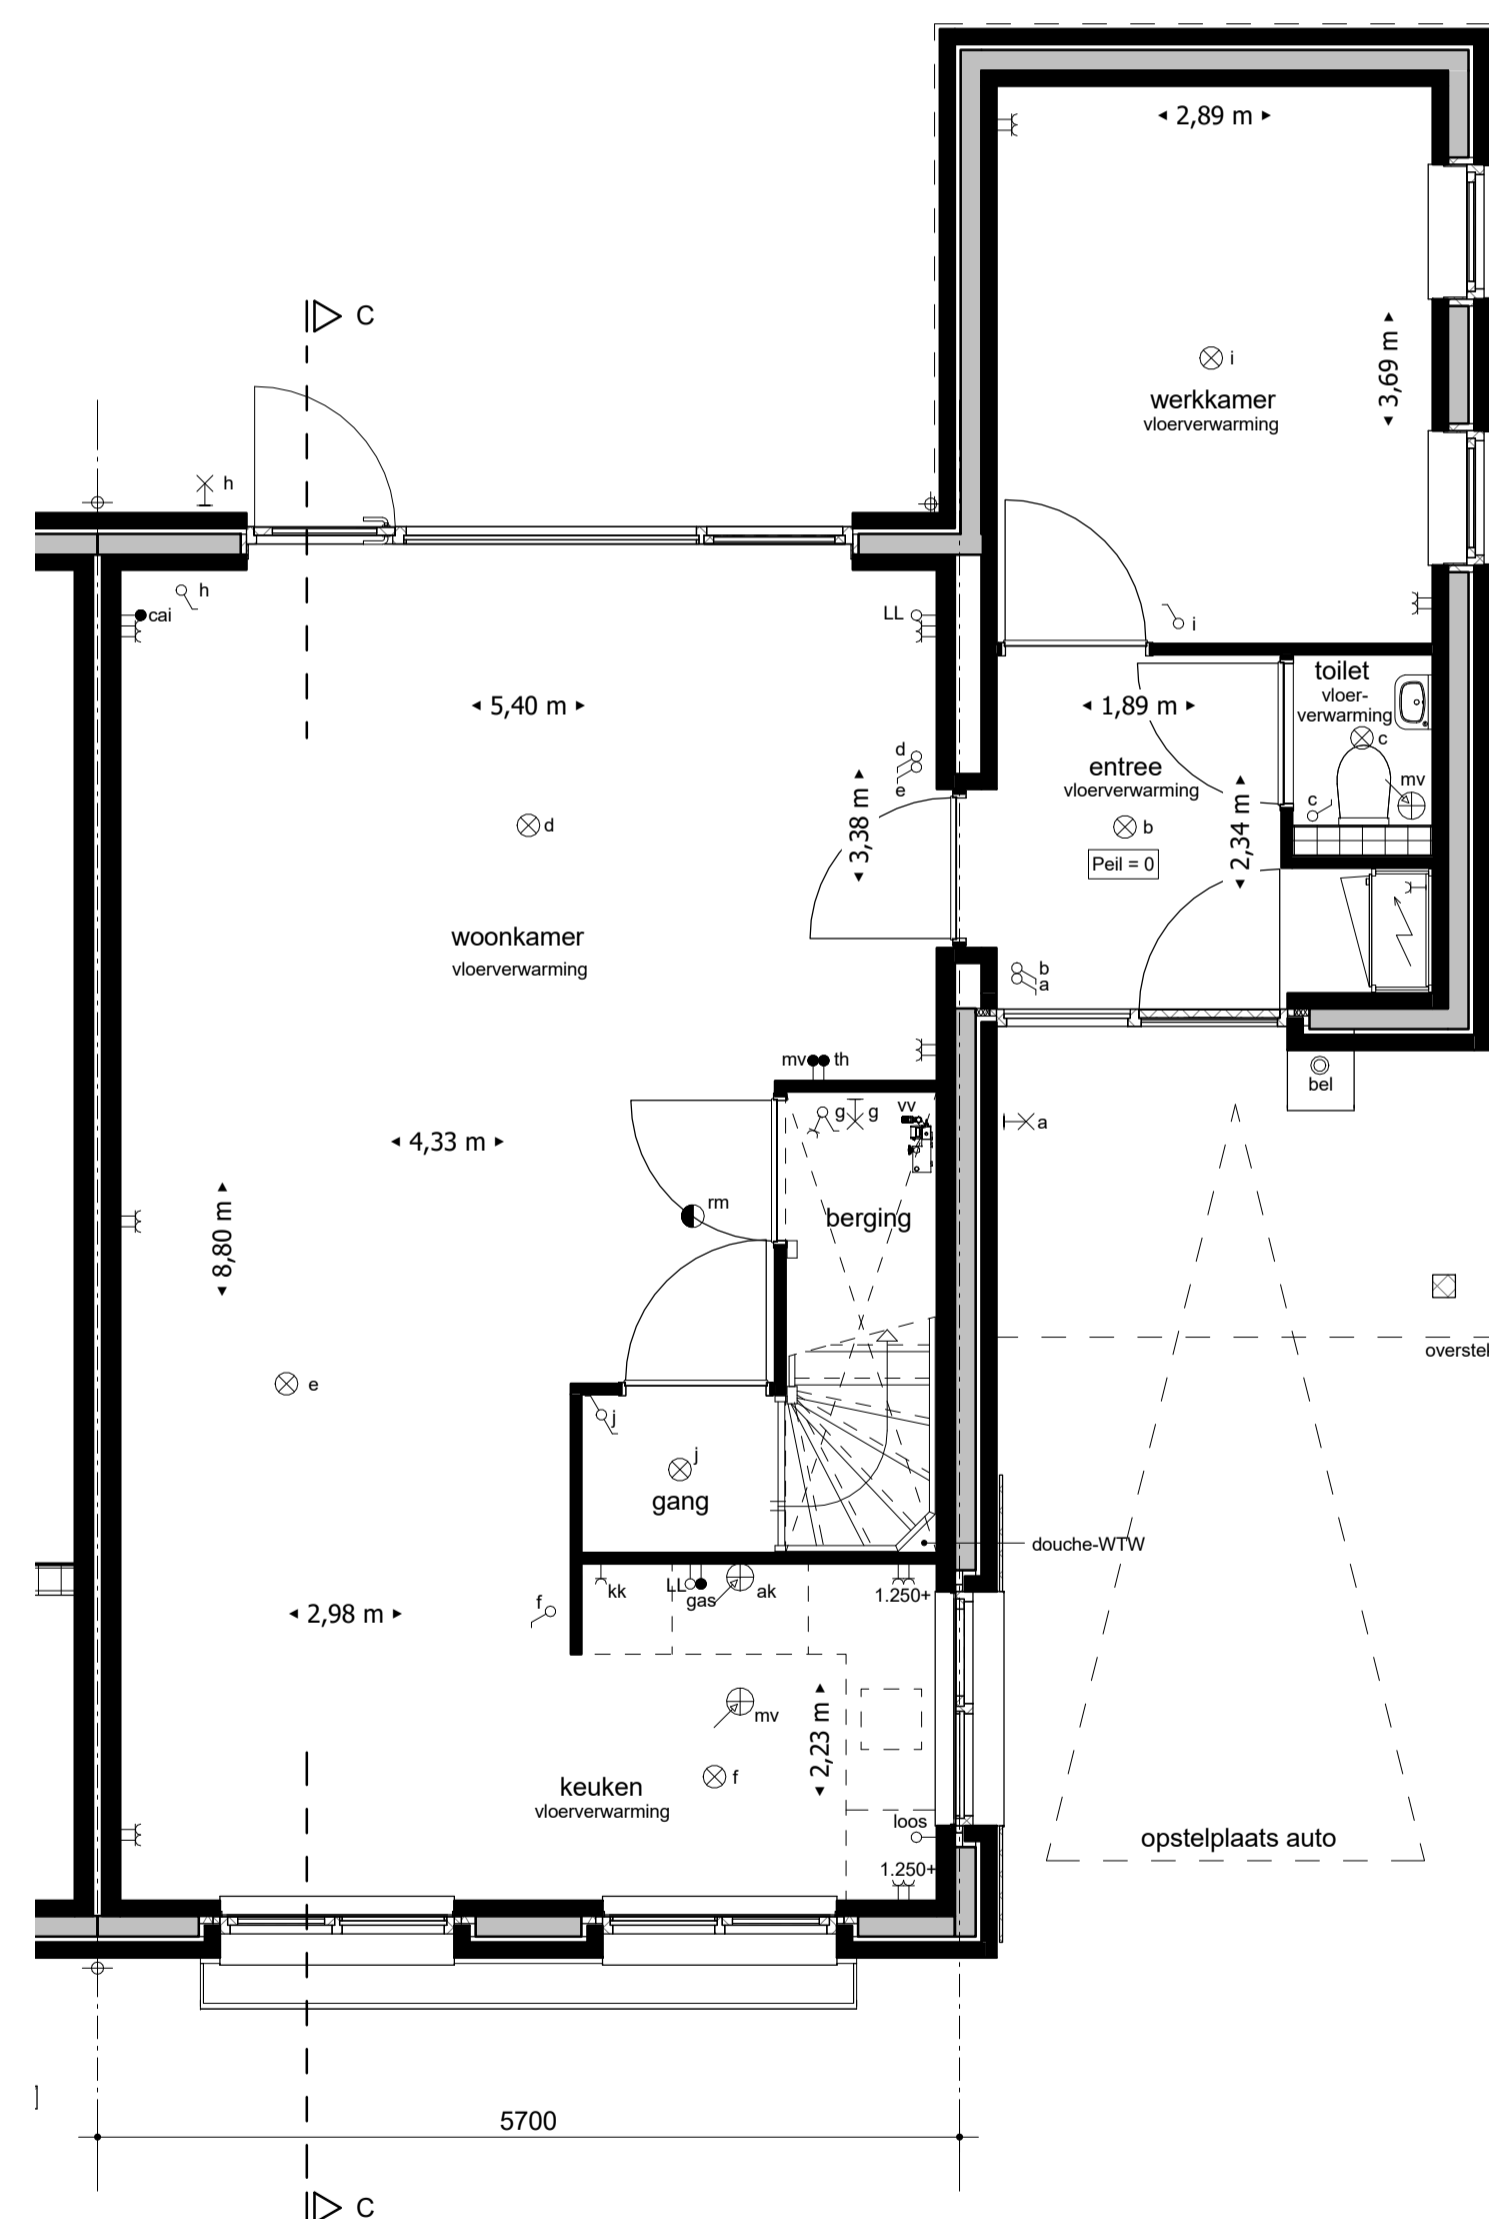 2,89 m
C
i
werkkamer
vloerverwarming
3,69 m
h
h
cai
LL
i
toilet
vloer-
verwarming
c
mv
c
5,40 m
1,89 m
d
e
entree
vloerverwarming
b
Peil = 0
3,38 m
2,34 m
d
woonkamer
vloerverwarming
b
a
mv
th
bel
g
g
vv
a
4,33 m
rm
berging
8,80 m
overstek
e
j
j
gang
douche-WTW
kk
LL
gas
ak
1.250+
f
2,98 m
mv
2,23 m
f
keuken
vloerverwarming
loos
1.250+
opstelplaats auto
5700
C